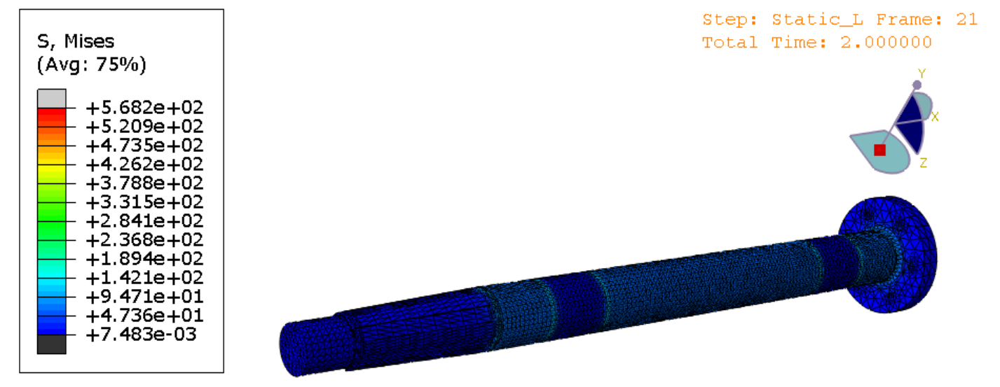 S, Mises
(Avg: 75%)
+5.682e+02
+5.209e+02
+4.735e+02
+4.262e+02
+3.788e+02
+3.315e+02
+2.841e+02
+2.368e+02
+1.894e+02
+1.421e+02
+9.471e+01
+4.736e+01
+7.483e-03
Step: Static_L Frame: 21
Total Time: 2.000000
Y
X
Z